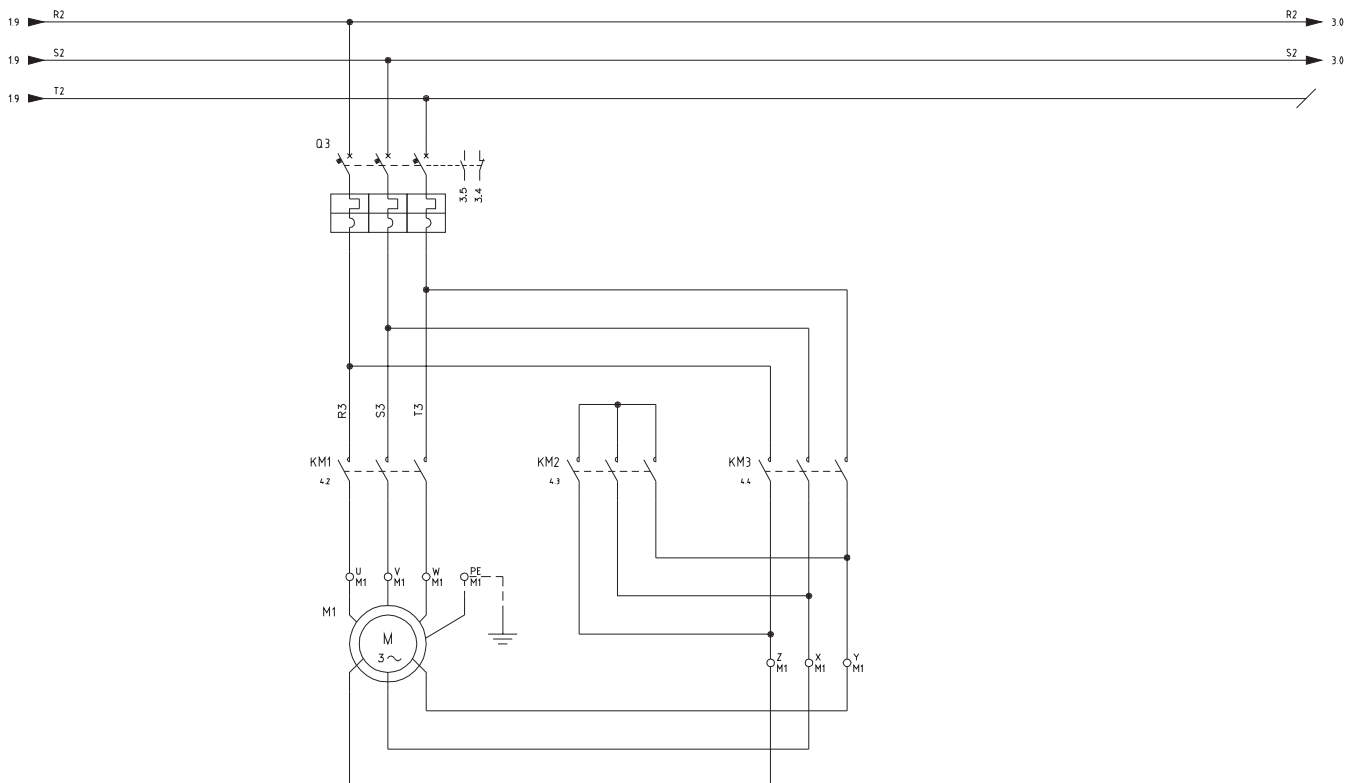 1.9 R2 R2 3.0
1.9 S2 S2 3.0
1.9 T2
Q3
3.5 3.4
R3 S3 T3
KM1 KM2 KM3
4.2 4.3 4.4
U V W PE
M1 M1 M1 M1
M1
M
3~
Z X Y
M1 M1 M1